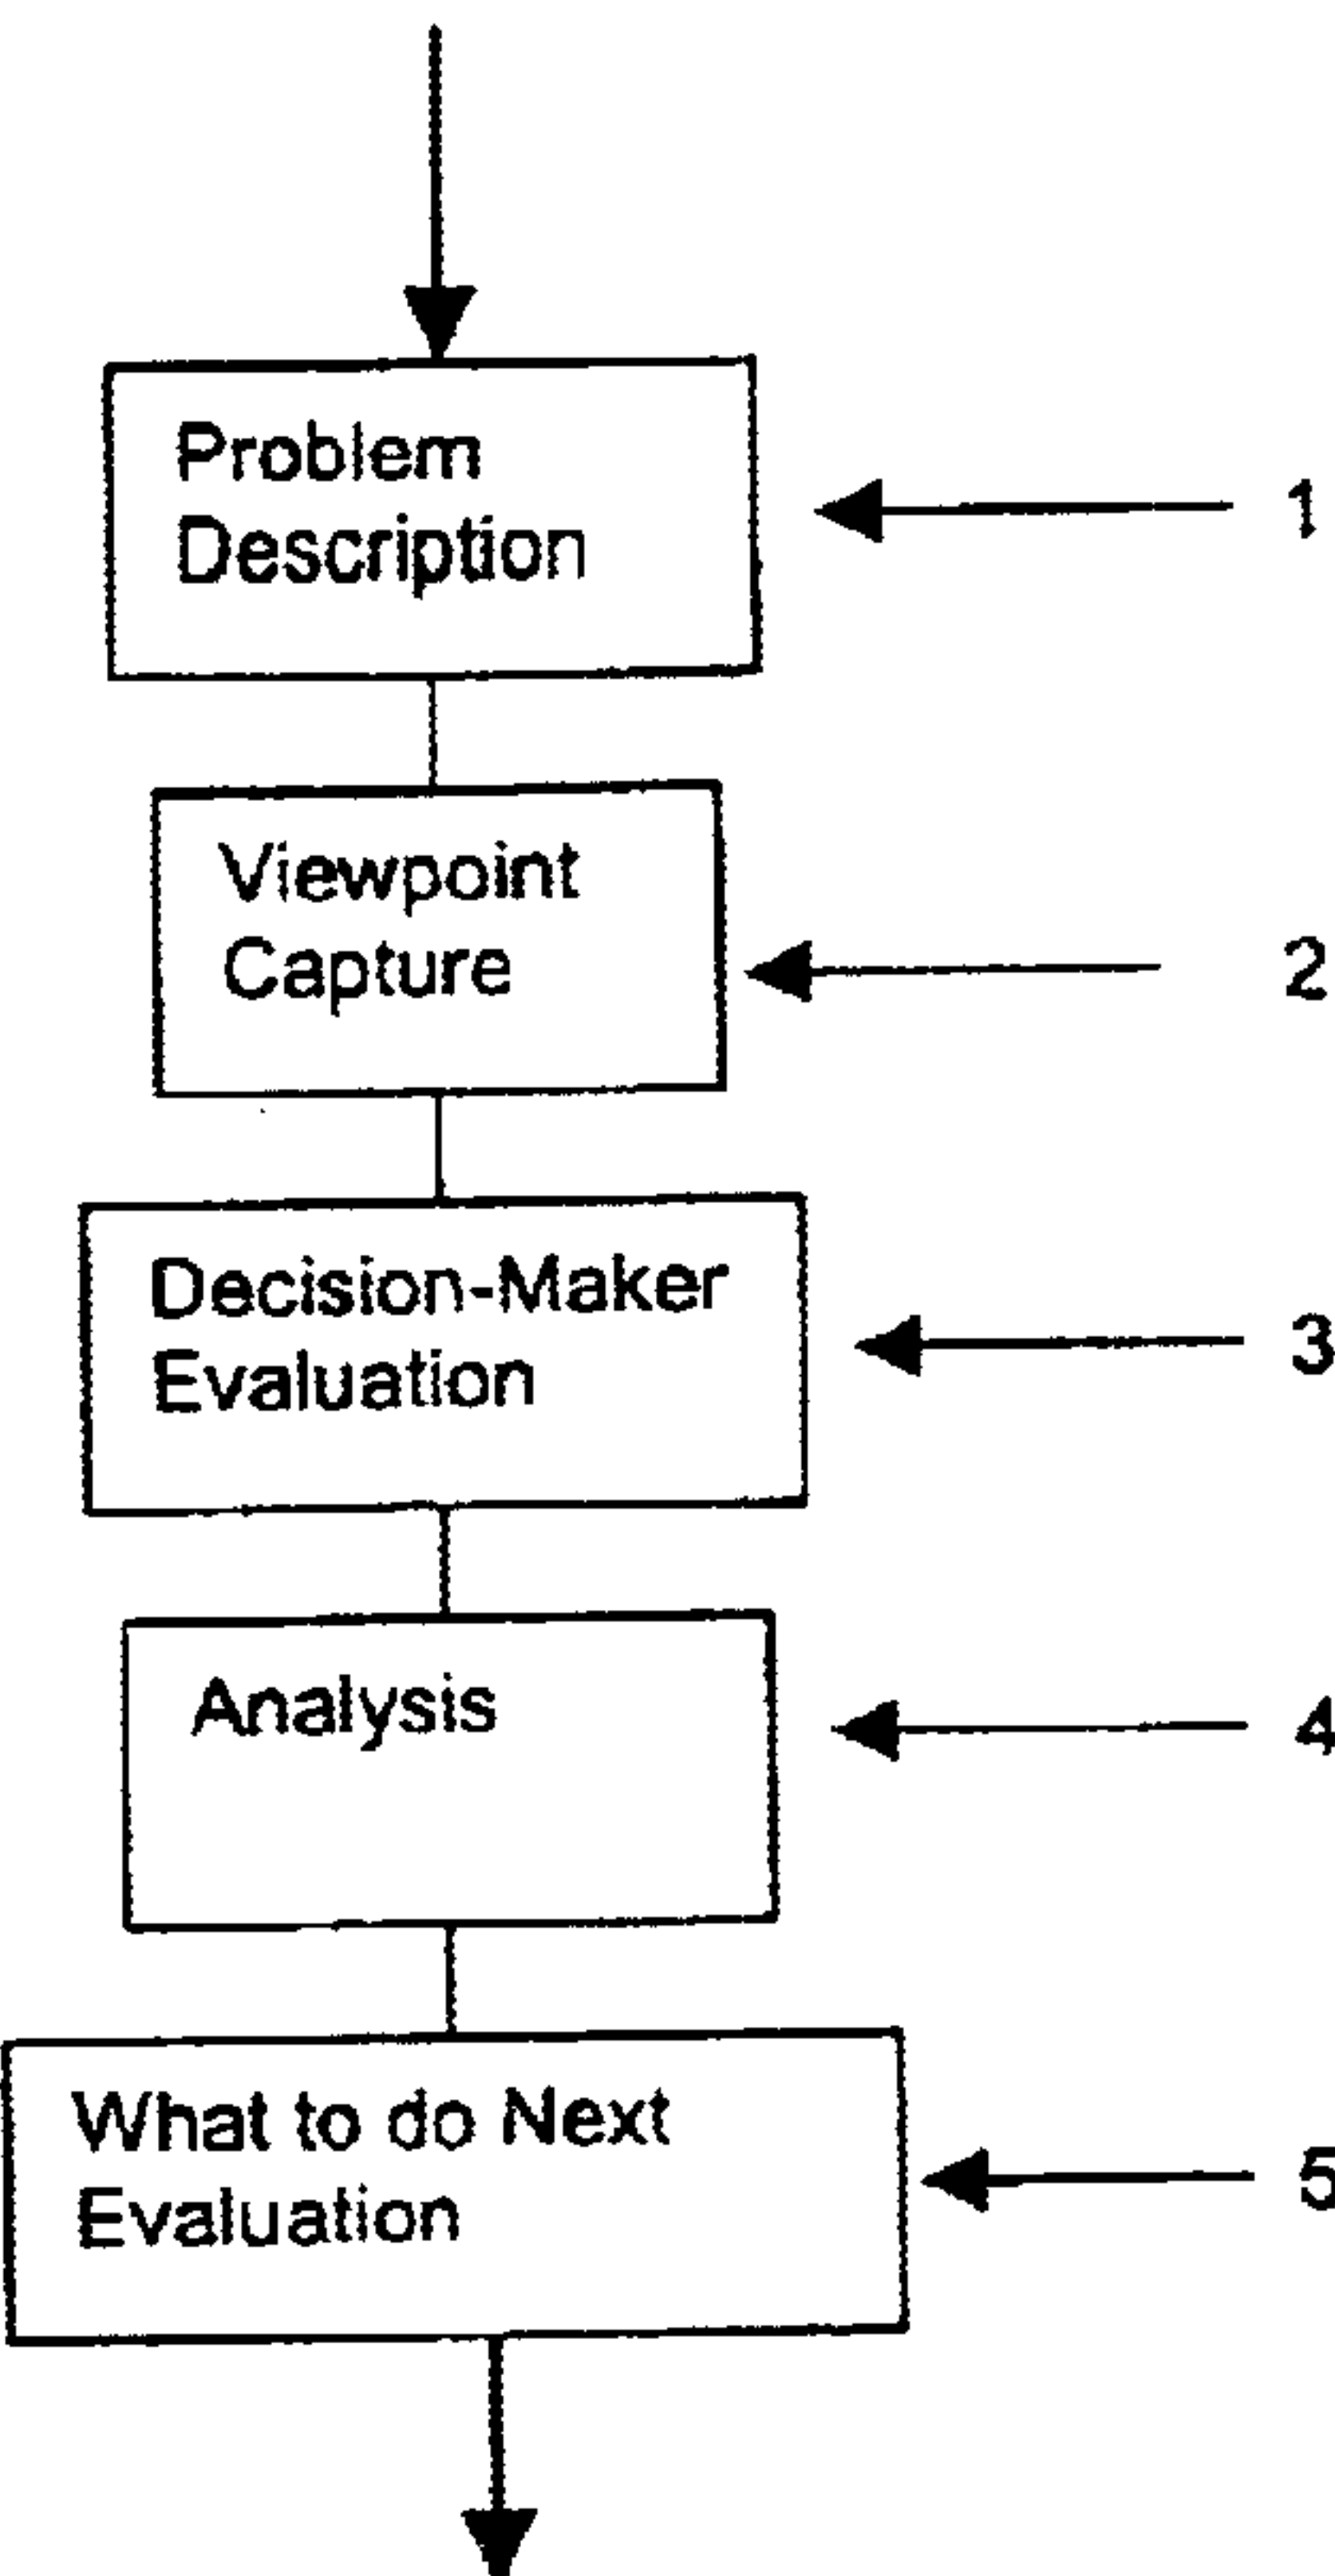 Problem
Description
1
Viewpoint
Capture
2
Decision-Maker
Evaluation
3
Analysis
4
What to do Next
Evaluation
5